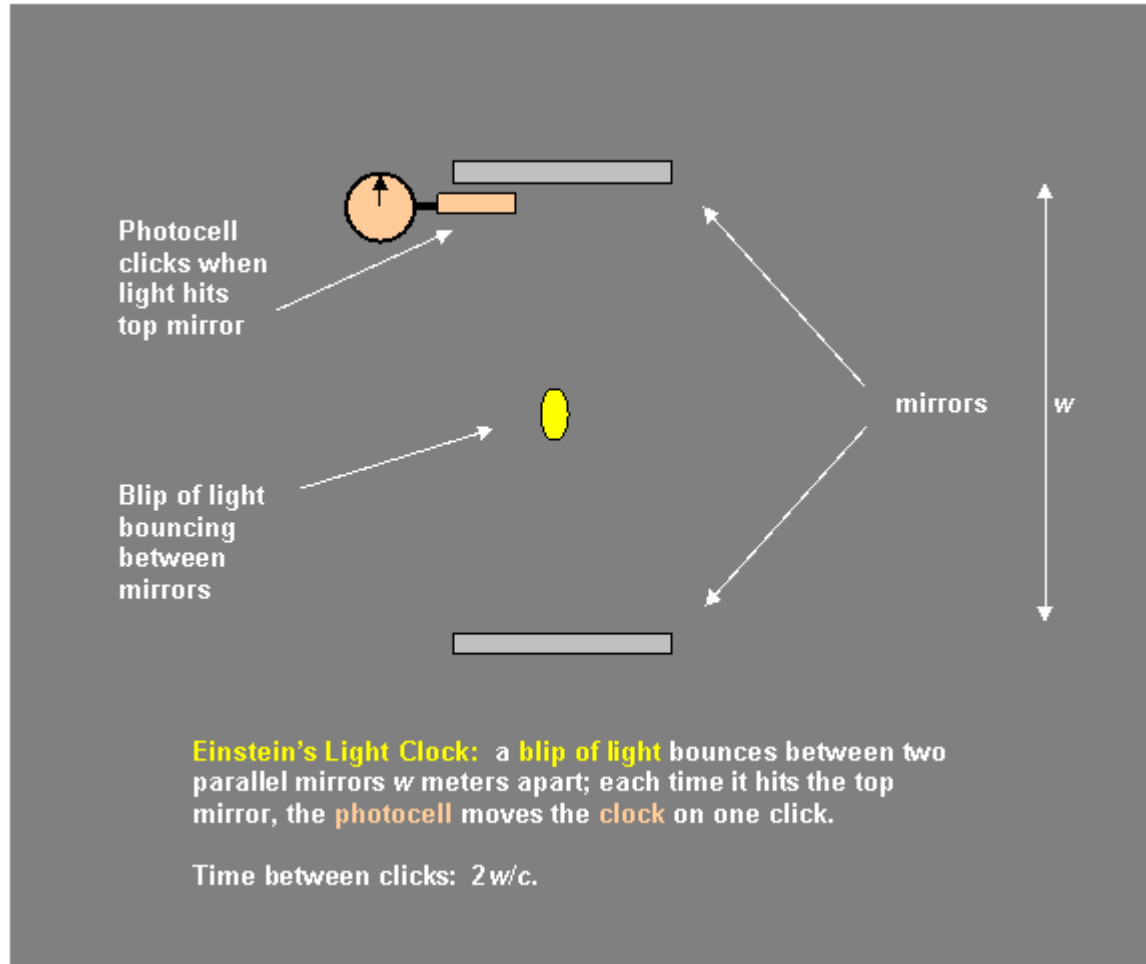 Photocell
clicks when
light hits
top mirror
mirrors
w
Blip of light
bouncing
between
mirrors
Einstein's Light Clock: a blip of light bounces between two
parallel mirrors w meters apart; each time it hits the top
mirror, the photocell moves the clock on one click.
Time between clicks: 2w/c.